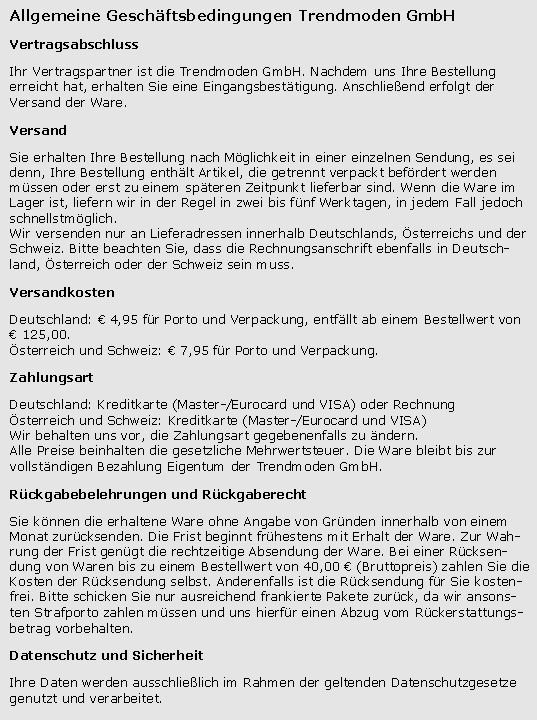 Allgemeine Geschäftsbedingungen Trendmoden GmbH
Vertragsabschluss
Ihr Vertragspartner ist die Trendmoden GmbH. Nachdem uns Ihre Bestellung
erreicht hat, erhalten Sie eine Eingangsbestätigung. Anschließend erfolgt der
Versand der Ware.
Versand
Sie erhalten Ihre Bestellung nach Möglichkeit in einer einzelnen Sendung, es sei
denn, Ihre Bestellung enthält Artikel, die getrennt verpackt befördert werden
müssen oder erst zu einem späteren Zeitpunkt lieferbar sind. Wenn die Ware im
Lager ist, liefern wir in der Regel in zwei bis fünf Werktagen, in jedem Fall jedoch
schnellstmöglich.
Wir versenden nur an Lieferadressen innerhalb Deutschlands, Österreichs und der
Schweiz. Bitte beachten Sie, dass die Rechnungsanschrift ebenfalls in Deutsch-
land, Österreich oder der Schweiz sein muss.
Versandkosten
Deutschland: € 4,95 für Porto und Verpackung, entfällt ab einem Bestellwert von
€ 125,00.
Österreich und Schweiz: € 7,95 für Porto und Verpackung.
Zahlungsart
Deutschland: Kreditkarte (Master-/Eurocard und VISA) oder Rechnung
Österreich und Schweiz: Kreditkarte (Master-/Eurocard und VISA)
Wir behalten uns vor, die Zahlungsart gegebenenfalls zu ändern.
Alle Preise beinhalten die gesetzliche Mehrwertsteuer. Die Ware bleibt bis zur
vollständigen Bezahlung Eigentum der Trendmoden GmbH.
Rückgabebelehrungen und Rückgaberecht
Sie können die erhaltene Ware ohne Angabe von Gründen innerhalb von einem
Monat zurücksenden. Die Frist beginnt frühestens mit Erhalt der Ware. Zur Wah-
rung der Frist genügt die rechtzeitige Absendung der Ware. Bei einer Rücksen-
dung von Waren bis zu einem Bestellwert von 40,00 € (Bruttopreis) zahlen Sie die
Kosten der Rücksendung selbst. Anderenfalls ist die Rücksendung für Sie kosten-
frei. Bitte schicken Sie nur ausreichend frankierte Pakete zurück, da wir ansons-
ten Strafporto zahlen müssen und uns hierfür einen Abzug vom Rückerstattungs-
betrag vorbehalten.
Datenschutz und Sicherheit
Ihre Daten werden ausschließlich im Rahmen der geltenden Datenschutzgesetze
genutzt und verarbeitet.